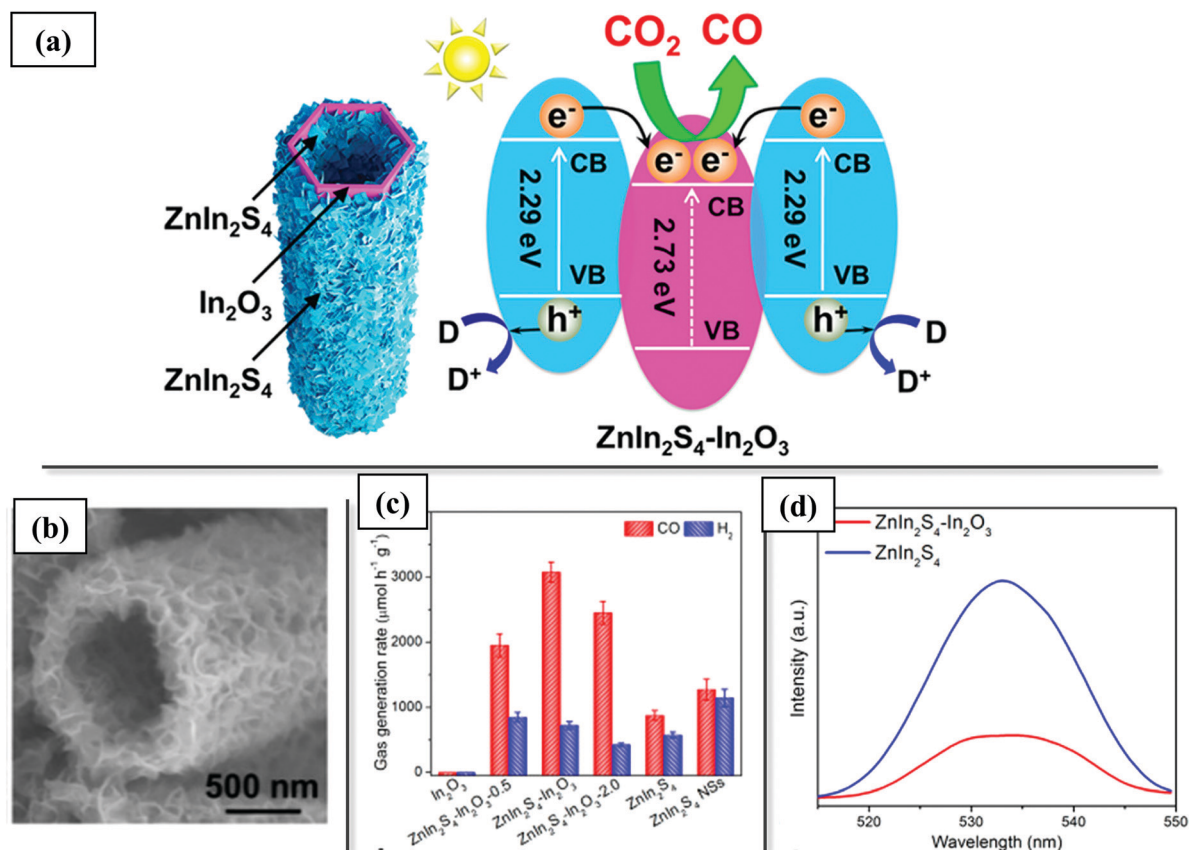 (a)
CO₂ CO
e⁻ e⁻ e⁻ e⁻
CB CB CB
2.29 eV 2.73 eV 2.29 eV
VB VB VB
h⁺ h⁺
D D
D⁺ D⁺
ZnIn₂S₄
In₂O₃
ZnIn₂S₄
ZnIn₂S₄-In₂O₃
(b)
500 nm
(c)
CO H₂
Gas generation rate (μmol h⁻¹ g⁻¹)
3000
2000
1000
0
In₂O₃
ZnIn₂S₄-In₂O₃-0.5
ZnIn₂S₄-In₂O₃
ZnIn₂S₄-In₂O₃-2.0
ZnIn₂S₄
ZnIn₂S₄ NSs
(d)
ZnIn₂S₄-In₂O₃
ZnIn₂S₄
Intensity (a.u.)
520 530 540 550
Wavelength (nm)